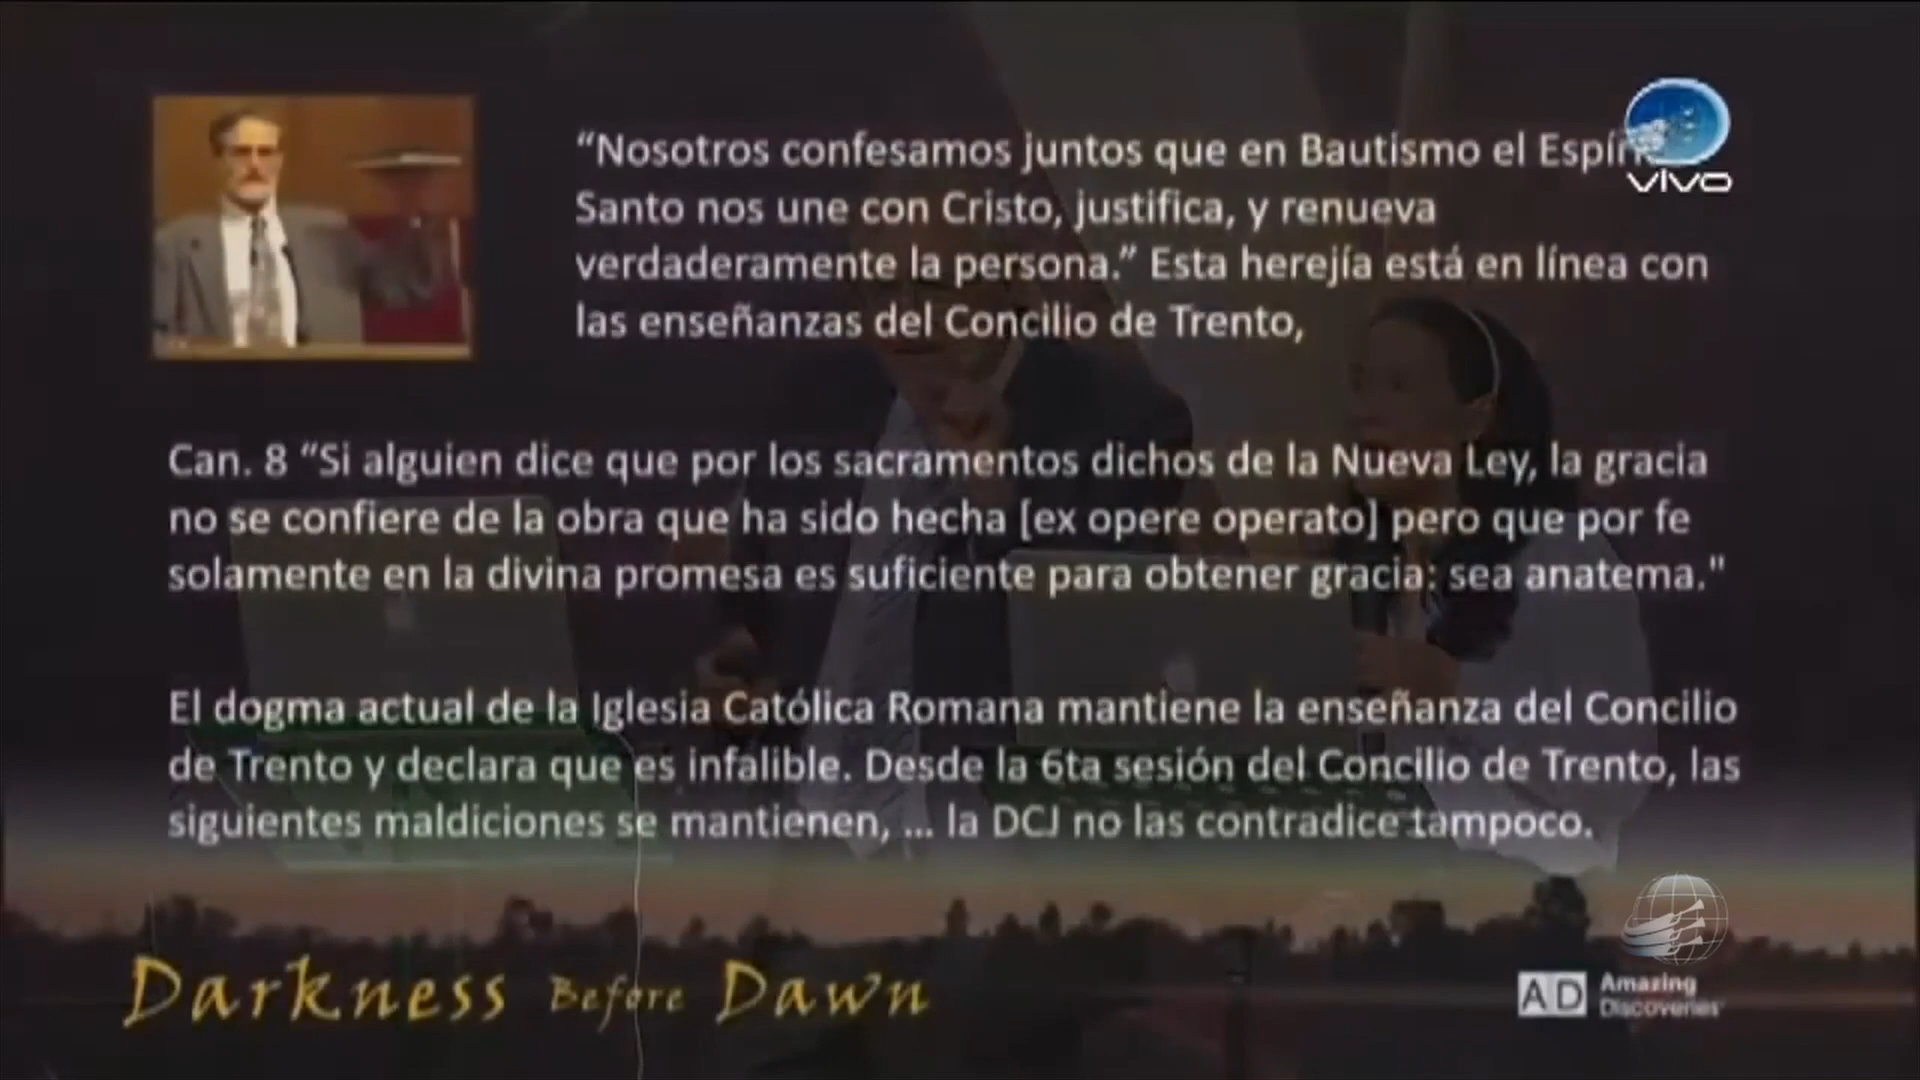 “Nosotros confesamos juntos que en Bautismo el
VIVO
Santo nos une con Cristo, justifica, y renueva
verdaderamente la persona.” Esta herejía está en línea con
las enseñanzas del Concilio de Trento,
Can. 8 “Si alguien dice que por los sacramentos dichos de la Nueva Ley, la gracia
no se confiere de la obra que ha sido hecha [ex opere operato] pero que por fe
solamente en la divina promesa es suficiente para obtener gracia: sea anatema."
El dogma actual de la Iglesia Católica Romana mantiene la enseñanza del Concilio
de Trento y declara que es infalible. Desde la 6ta sesión del Concilio de Trento, las
siguientes maldiciones se mantienen, ... la DCJ no las contradice tampoco.
Darkness Before Dawn
AD Amazing
Discoveries